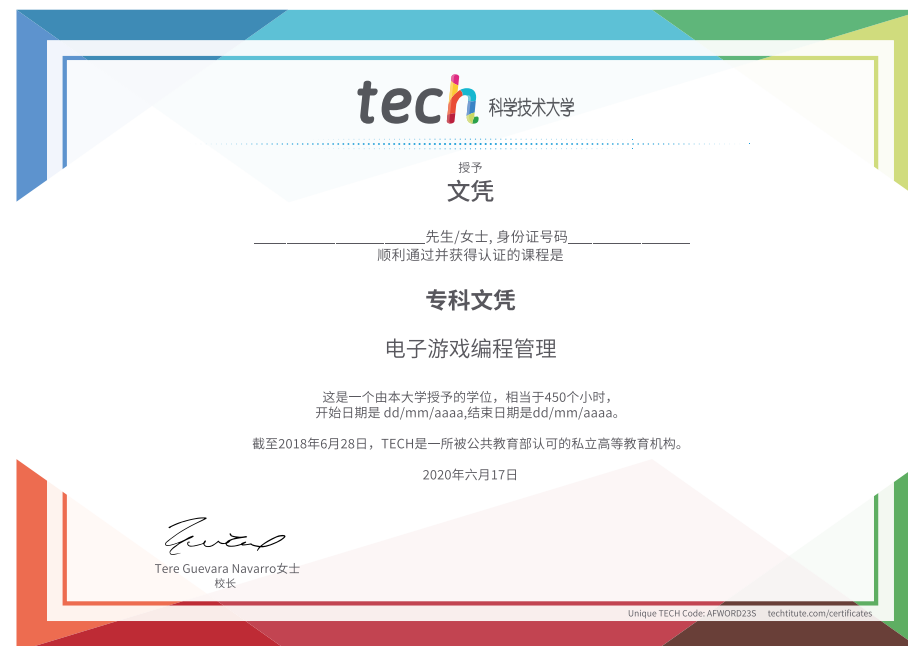 tech 科学技术大学
授予
文凭
______________________先生/女士, 身份证号码________________
顺利通过并获得认证的课程是
专科文凭
电子游戏编程管理
这是一个由本大学授予的学位，相当于450个小时，
开始日期是 dd/mm/aaaa,结束日期是dd/mm/aaaa。
截至2018年6月28日，TECH是一所被公共教育部认可的私立高等教育机构。
2020年六月17日
Tere Guevara Navarro女士
校长
Unique TECH Code: AFWORD23S techtitute.com/certificates